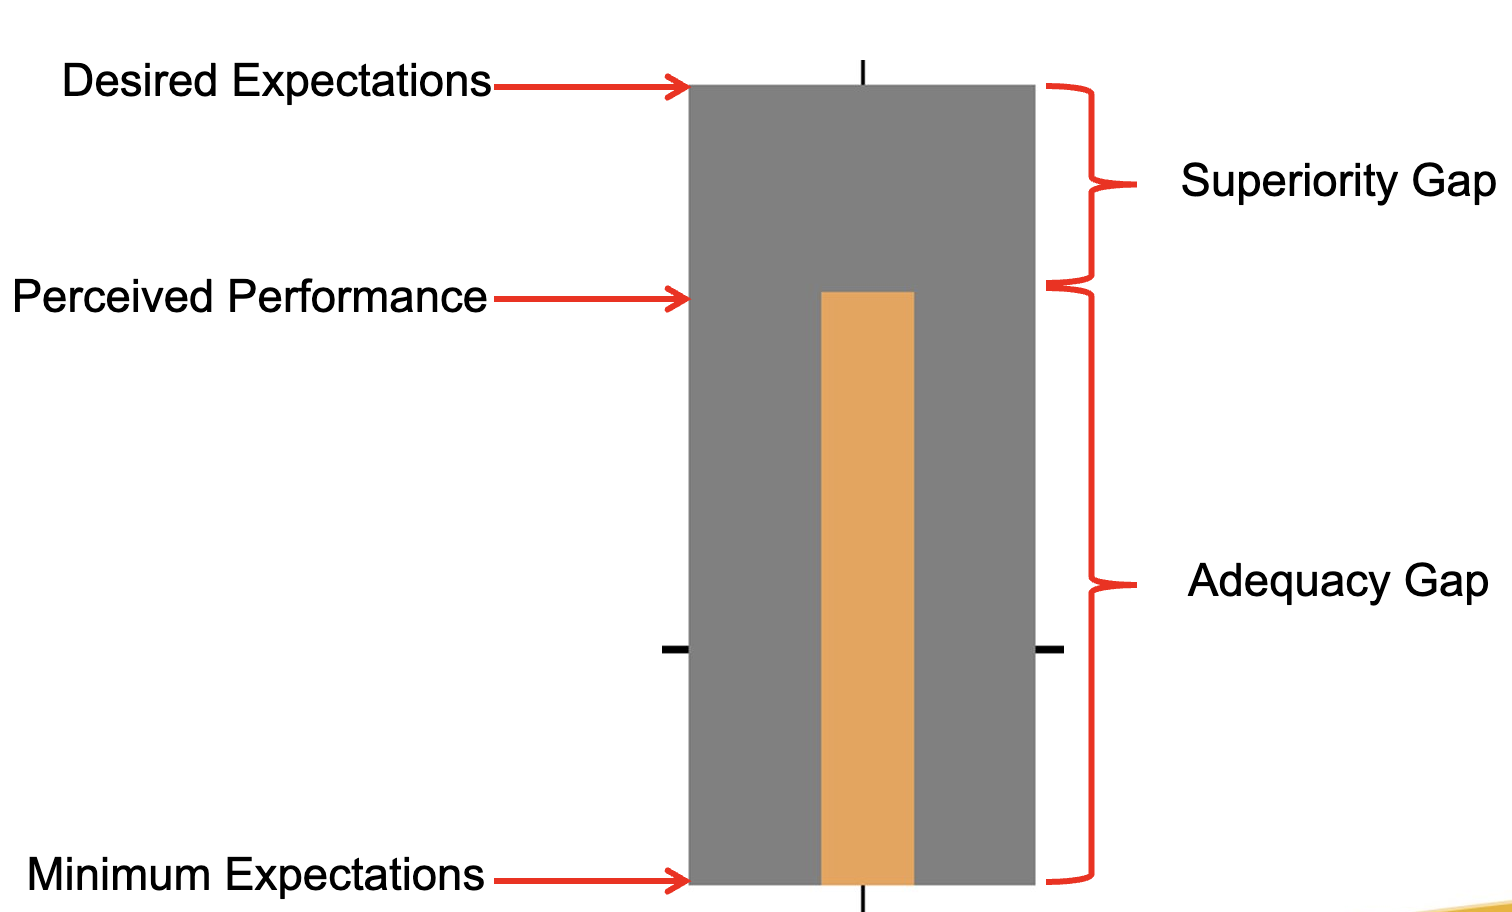 Desired Expectations
Superiority Gap
Perceived Performance
Adequacy Gap
Minimum Expectations